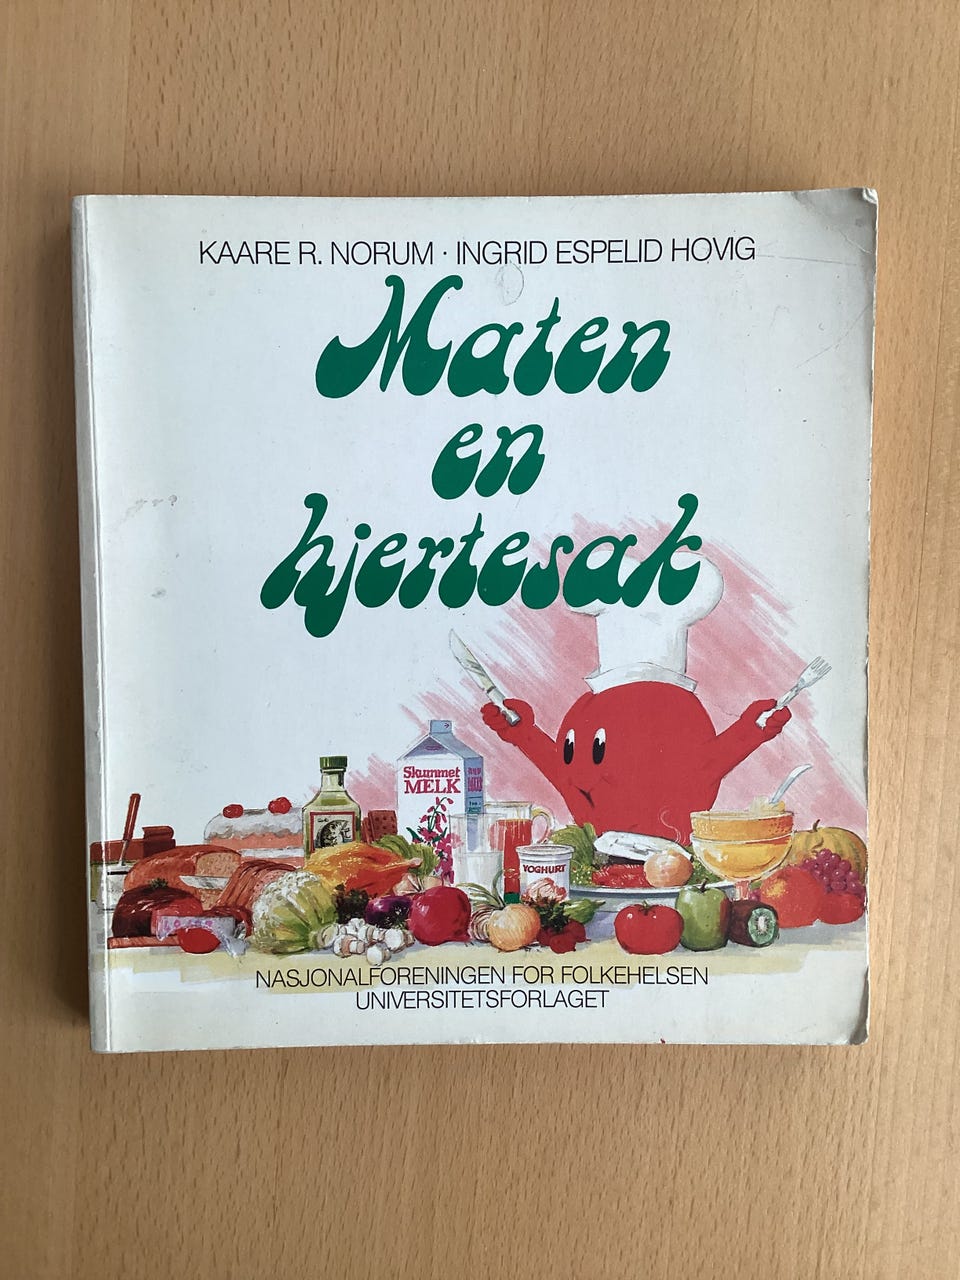 KAARE R. NORUM · INGRID ESPELID HOVIG
Maten
en
hjertesak
Skummet
MELK
YOGHURT
NASJONALFORENINGEN FOR FOLKEHELSEN
UNIVERSITETSFORLAGET